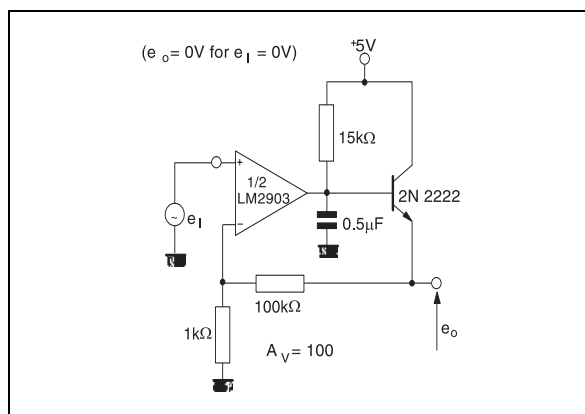 (e o = 0V for e I = 0V)
+5V
15kΩ
+
1/2
LM2903
−
2N 2222
~
e I
0.5μF
100kΩ
1kΩ
A V = 100
e o